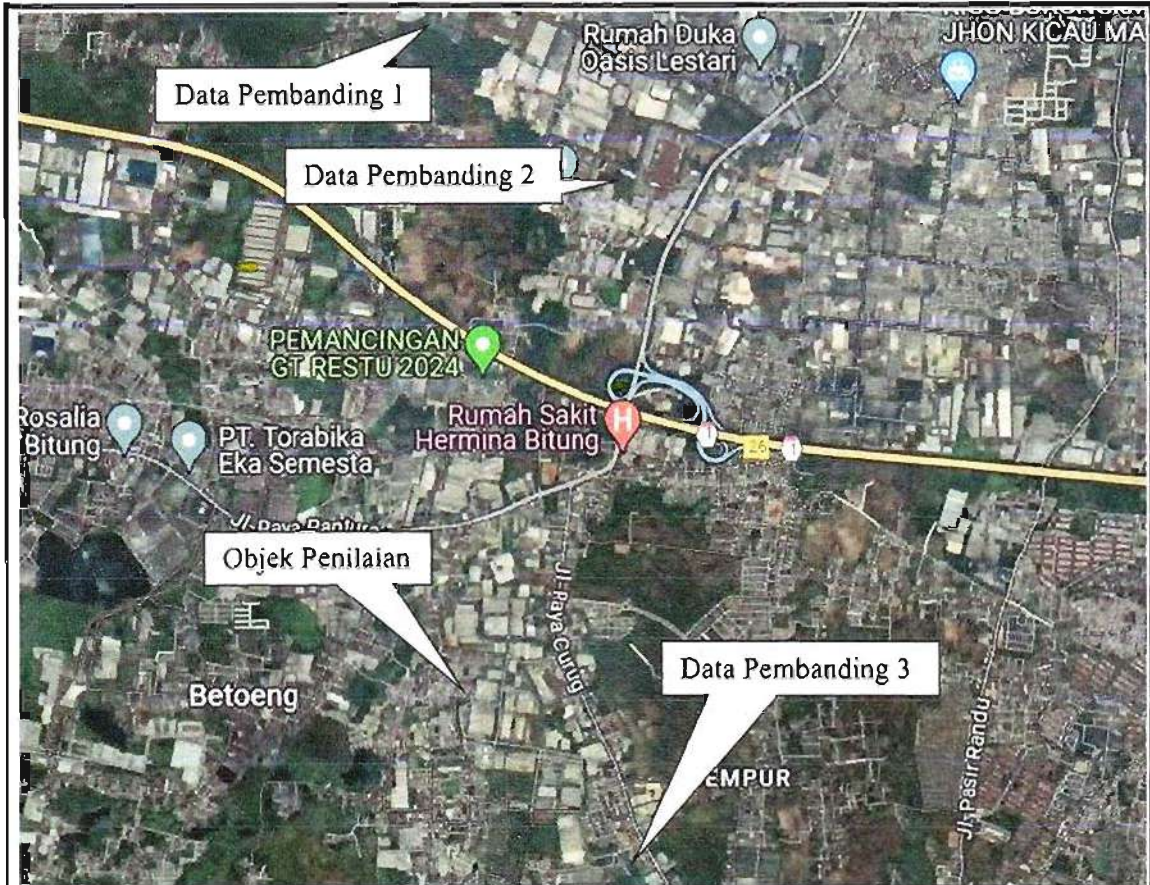 Rumah Duka
Oasis Lestari
JHON KICAU MA
Data Pembanding 1
Data Pembanding 2
PEMANCINGAN
GT RESTU 2024
Rumah Sakit
Hermina Bitung
H
1
26
1
Rosalia
Bitung
PT. Torabika
Eka Semesta
Jl. Raya
Objek Penilaian
Jl. Raya Curug
Data Pembanding 3
Betoeng
EMPUR
Jl. Pasir Randu